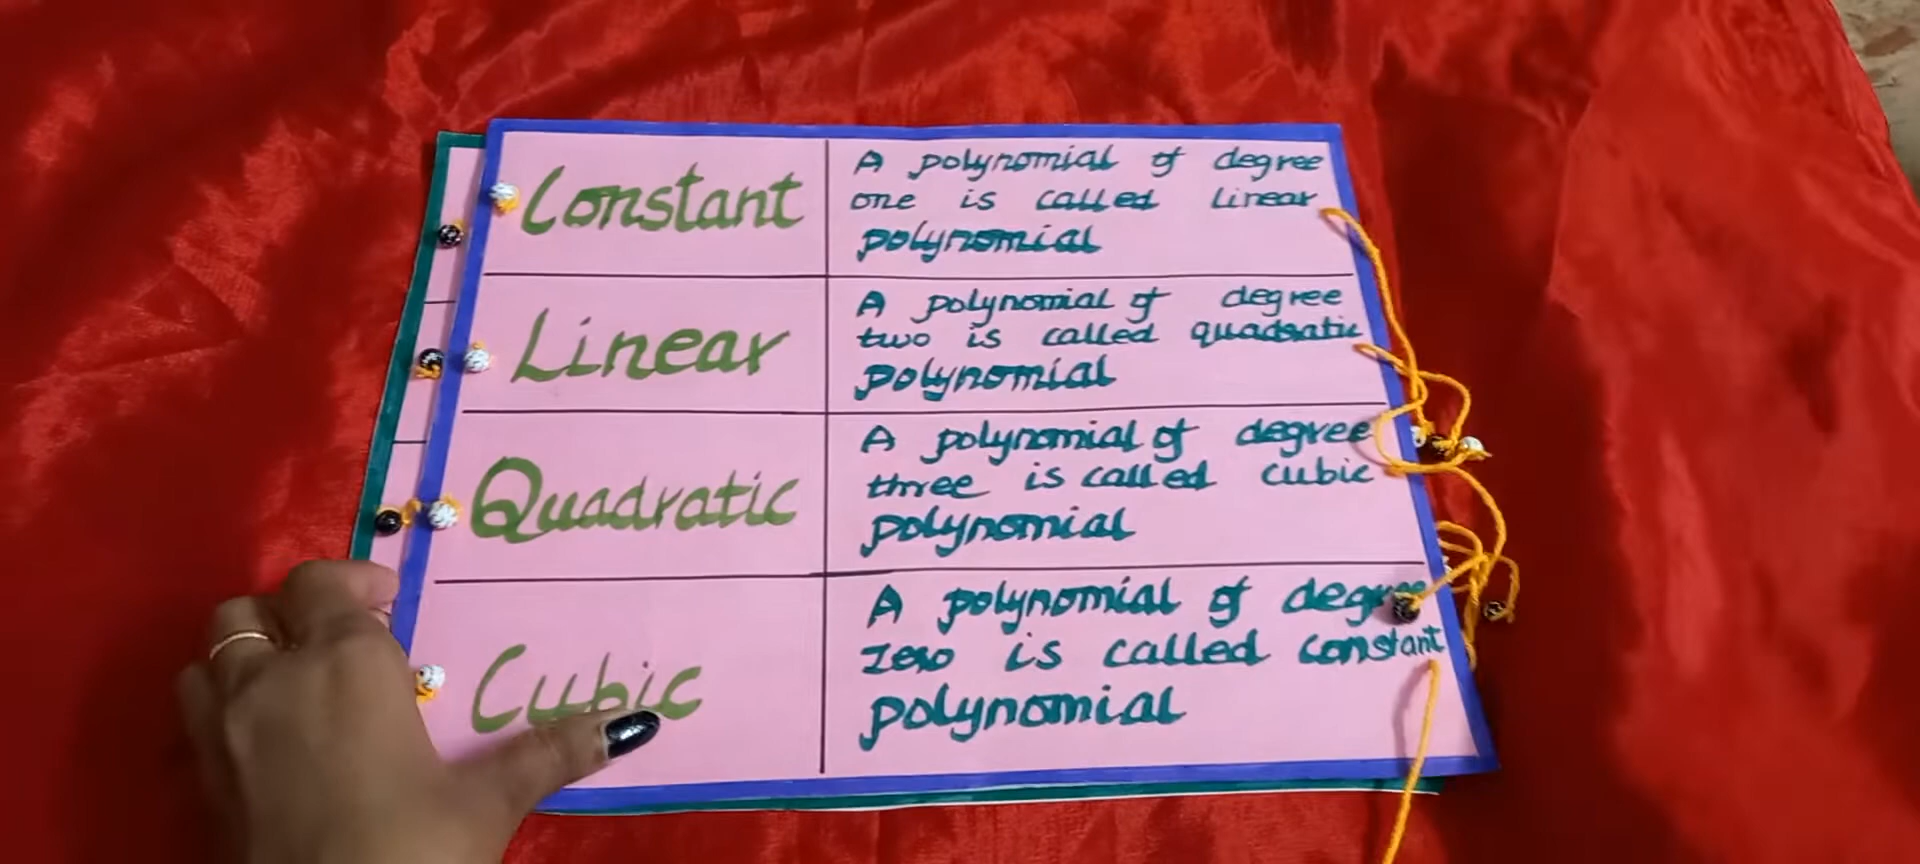 Constant
A polynomial of degree
one is called linear
polynomial
Linear
A polynomial of degree
two is called quadratic
polynomial
Quadratic
A polynomial of degree
three is called cubic
polynomial
Cubic
A polynomial of degree
zero is called constant
polynomial